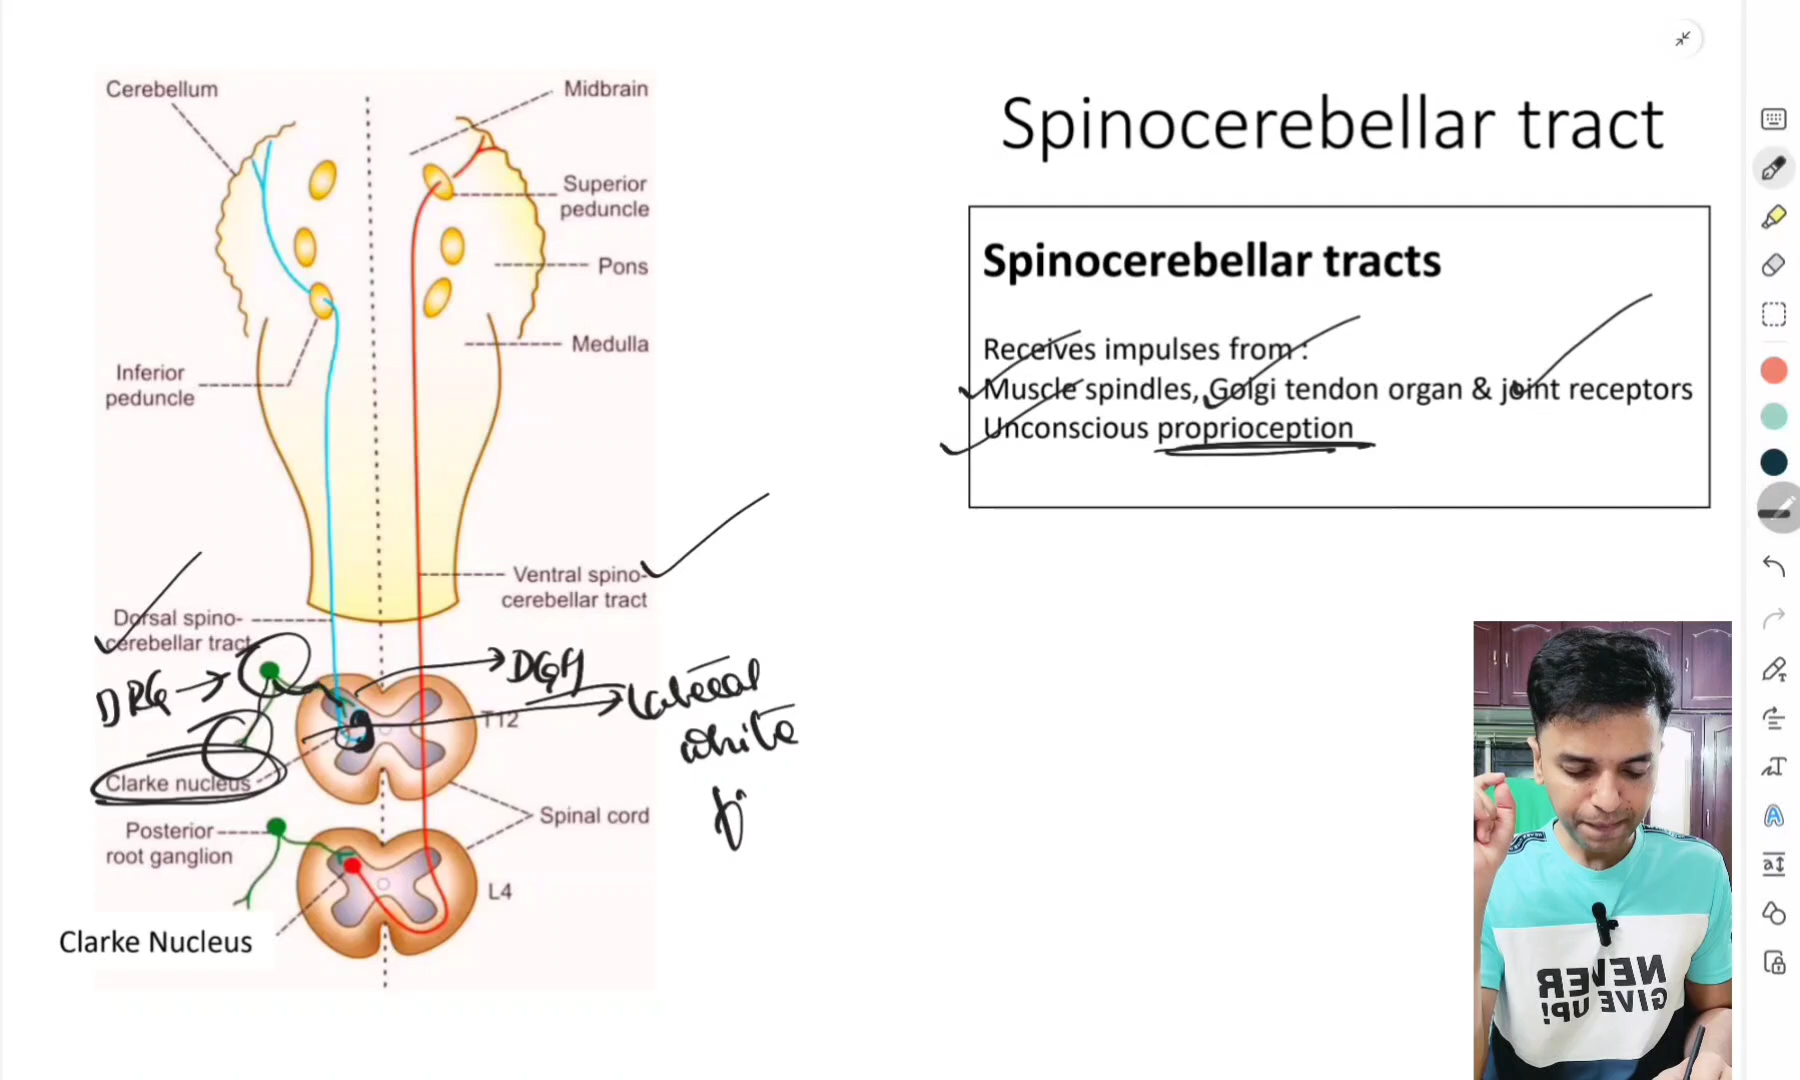 Spinocerebellar tract
Spinocerebellar tracts
Receives impulses from :
Muscle spindles, Golgi tendon organ & joint receptors
Unconscious proprioception
Cerebellum
Midbrain
Superior
peduncle
Pons
Medulla
Inferior
peduncle
Ventral spino-
cerebellar tract
Dorsal spino-
cerebellar tract
DRG
DGH
Lateral
white
f
T12
Clarke nucleus
Spinal cord
Posterior
root ganglion
L4
Clarke Nucleus
NEVER
GIVE UP!